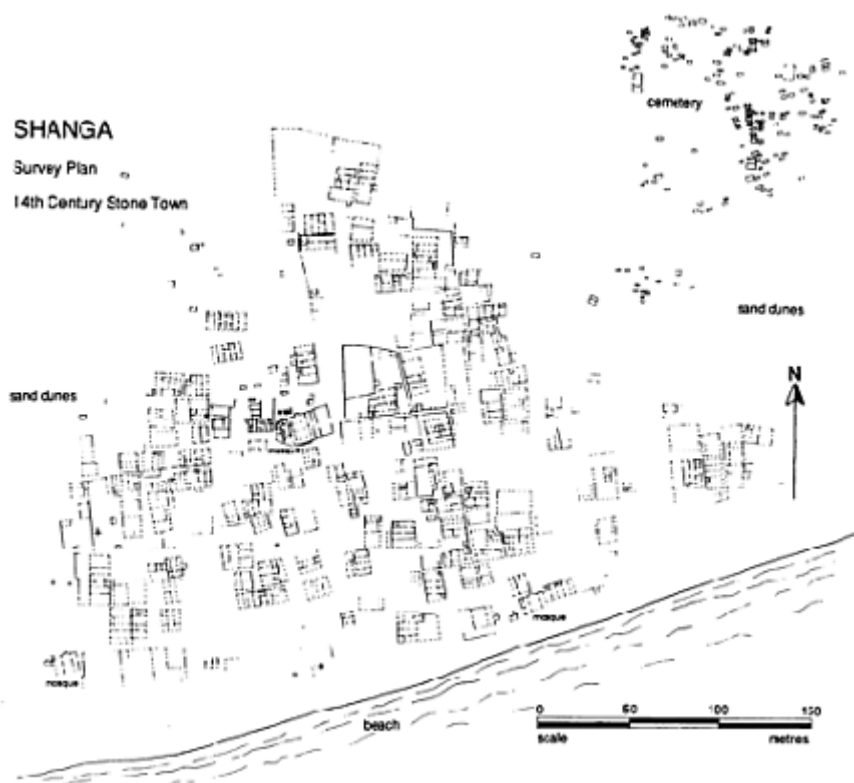 SHANGA
Survey Plan
14th Century Stone Town
cemetery
sand dunes
sand dunes
N
well
mosque
mosque
beach
0 50 100 150
scale metres